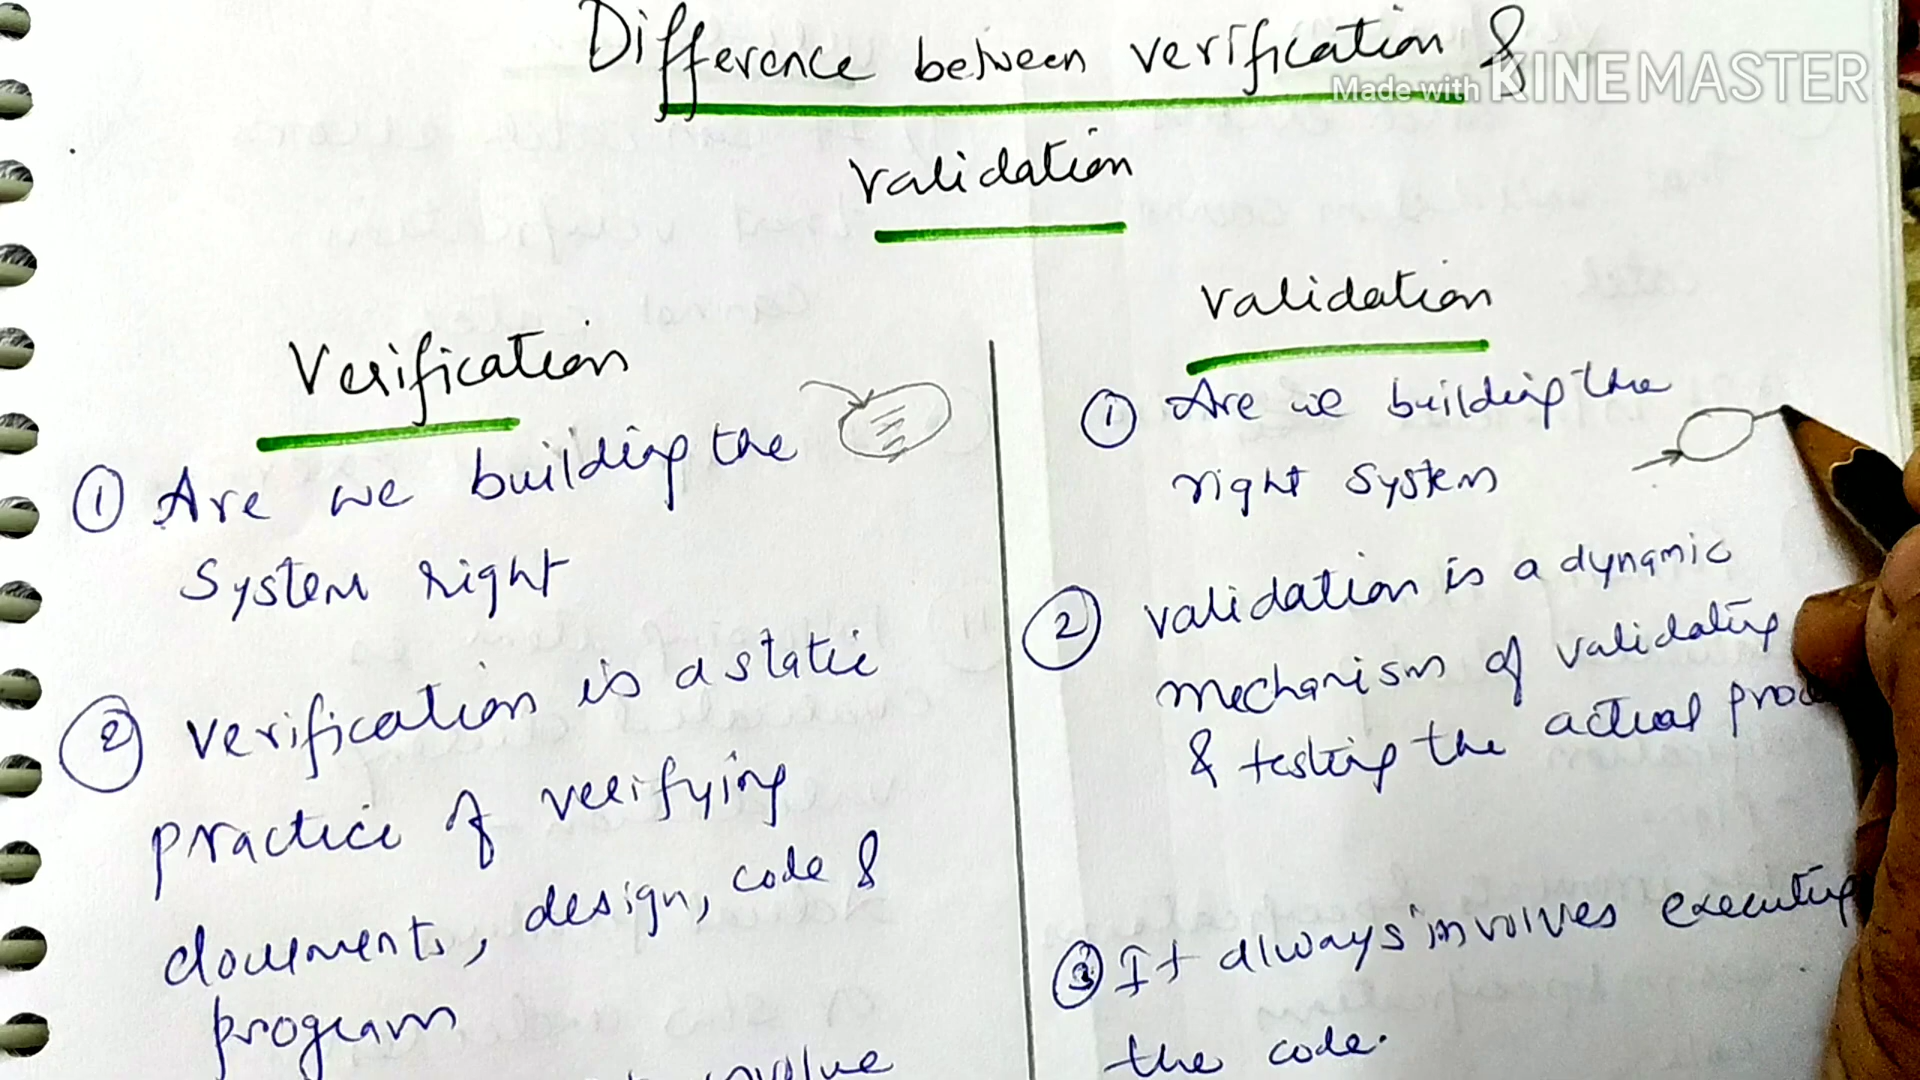 Difference between verification &
Made with KINEMASTER
validation
Verification
① Are we building the
System right
② verification is a static
practice of verifying
documents, design, code &
program
involve
validation
① Are we building the
right system
② validation is a dynamic
mechanism of validating
& testing the actual prod
③ It always involves executing
the code.